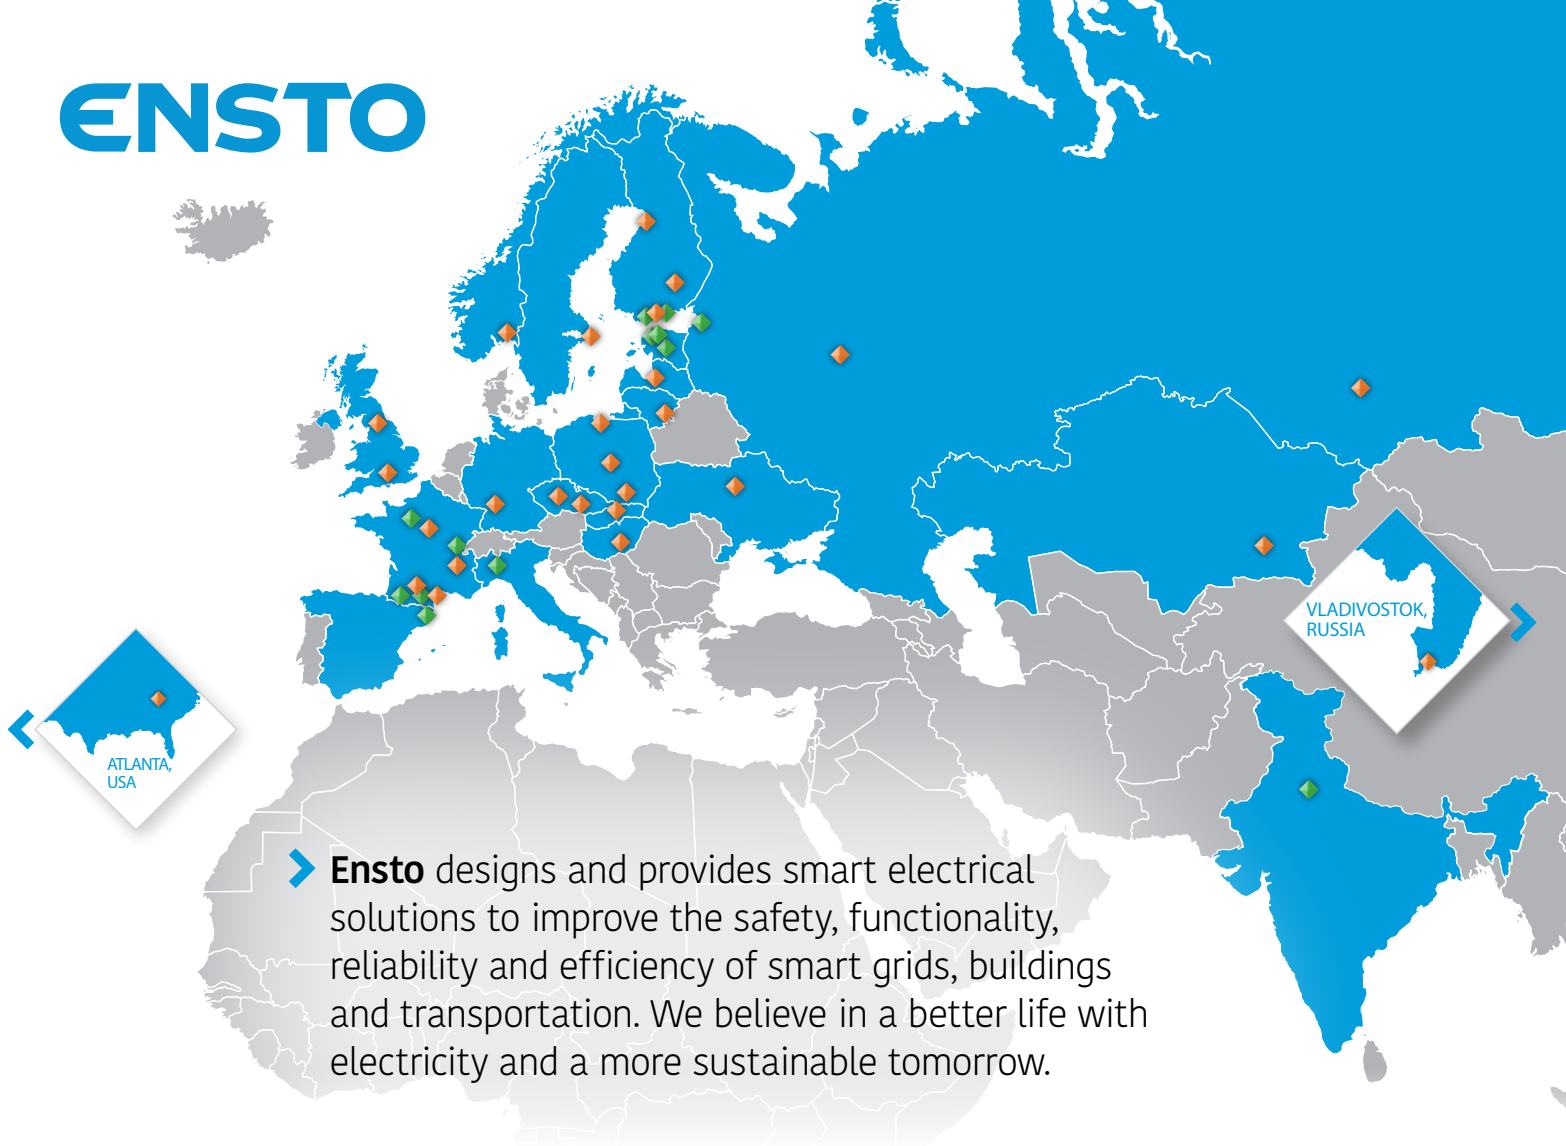 ENSTO
VLADIVOSTOK,
RUSSIA
ATLANTA,
USA
Ensto designs and provides smart electrical
solutions to improve the safety, functionality,
reliability and efficiency of smart grids, buildings
and transportation. We believe in a better life with
electricity and a more sustainable tomorrow.